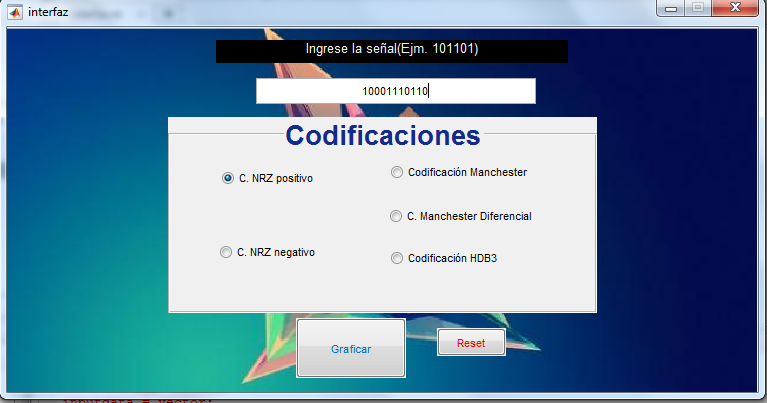 interfaz
Ingrese la señal(Ejm. 101101)
10001110110
Codificaciones
C. NRZ positivo
Codificación Manchester
C. Manchester Diferencial
C. NRZ negativo
Codificación HDB3
Graficar
Reset